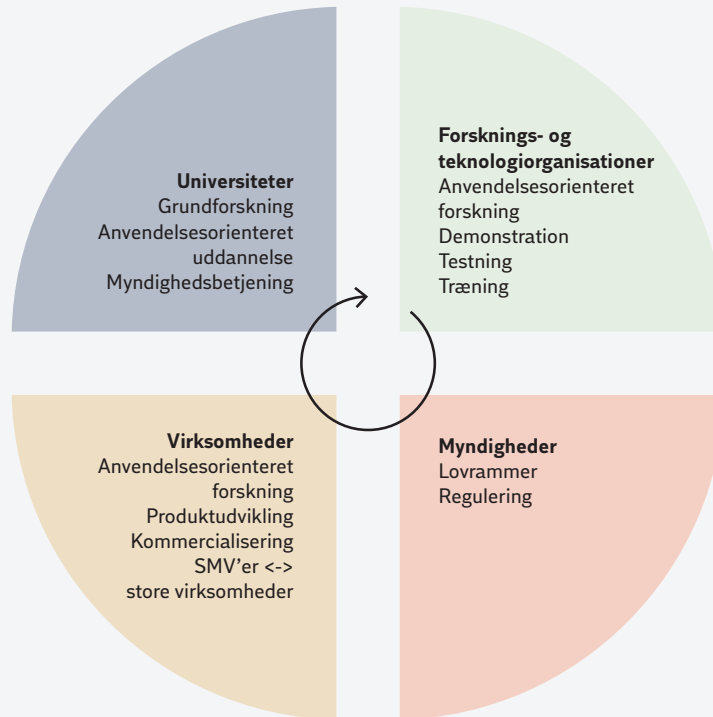 Universiteter
Grundforskning
Anvendelsesorienteret
uddannelse
Myndighedsbetjening
Forsknings- og
teknologiorganisationer
Anvendelsesorienteret
forskning
Demonstration
Testning
Træning
Virksomheder
Anvendelsesorienteret
forskning
Produktudvikling
Kommercialisering
SMV’er <->
store virksomheder
Myndigheder
Lovrammer
Regulering